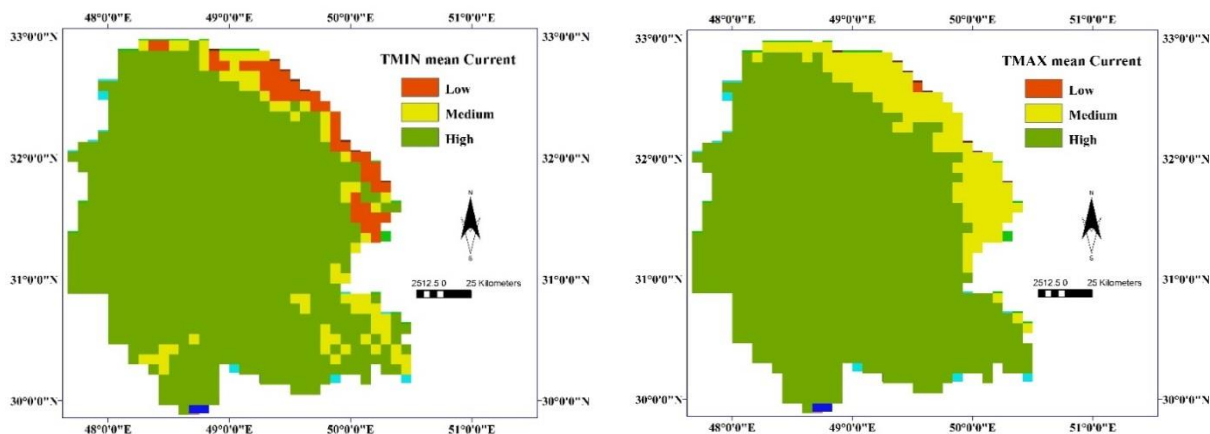 48°0'0"E 49°0'0"E 50°0'0"E 51°0'0"E
33°0'0"N 33°0'0"N
TMIN mean Current
Low
Medium
High
32°0'0"N 32°0'0"N
N
S
31°0'0"N 31°0'0"N
2512.5 0 25 Kilometers
30°0'0"N 30°0'0"N
48°0'0"E 49°0'0"E 50°0'0"E 51°0'0"E
48°0'0"E 49°0'0"E 50°0'0"E 51°0'0"E
33°0'0"N 33°0'0"N
TMAX mean Current
Low
Medium
High
32°0'0"N 32°0'0"N
N
S
31°0'0"N 31°0'0"N
2512.5 0 25 Kilometers
30°0'0"N 30°0'0"N
48°0'0"E 49°0'0"E 50°0'0"E 51°0'0"E